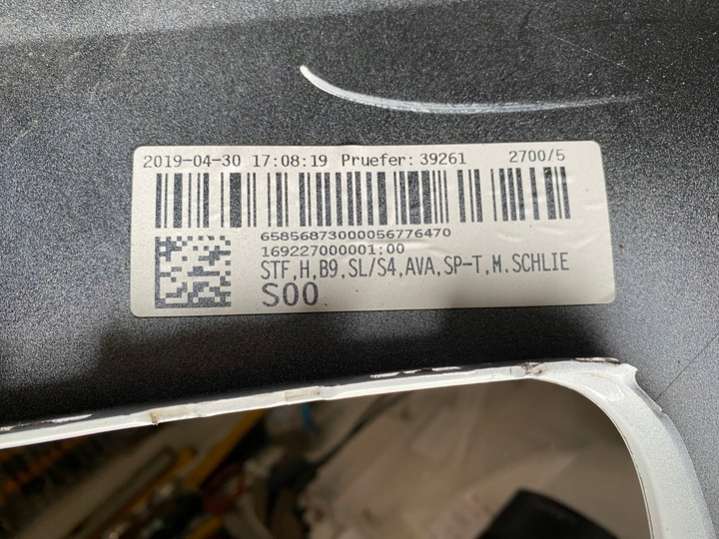 2019-04-30 17:08:19 Pruefer: 39261 2700/5
65856873000056776470
169227000001:00
STF,H,B9,SL/S4,AVA,SP-T,M.SCHLIE
S00